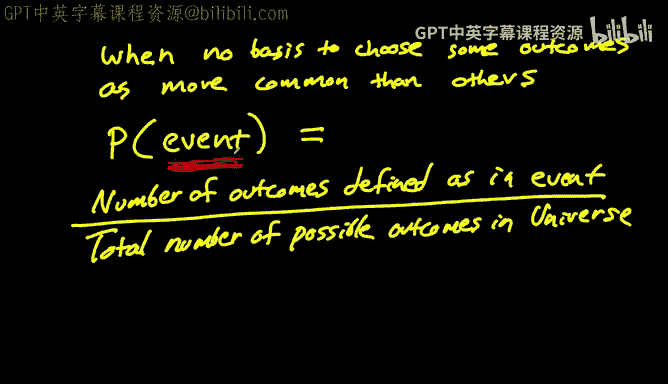 GPT中英字幕课程资源@bilibili.com
GPT中英字幕课程资源 bilibili
when no basis to choose some outcomes
as more common than others
P(event) =
Number of outcomes defined as in event
Total number of possible outcomes in Universe